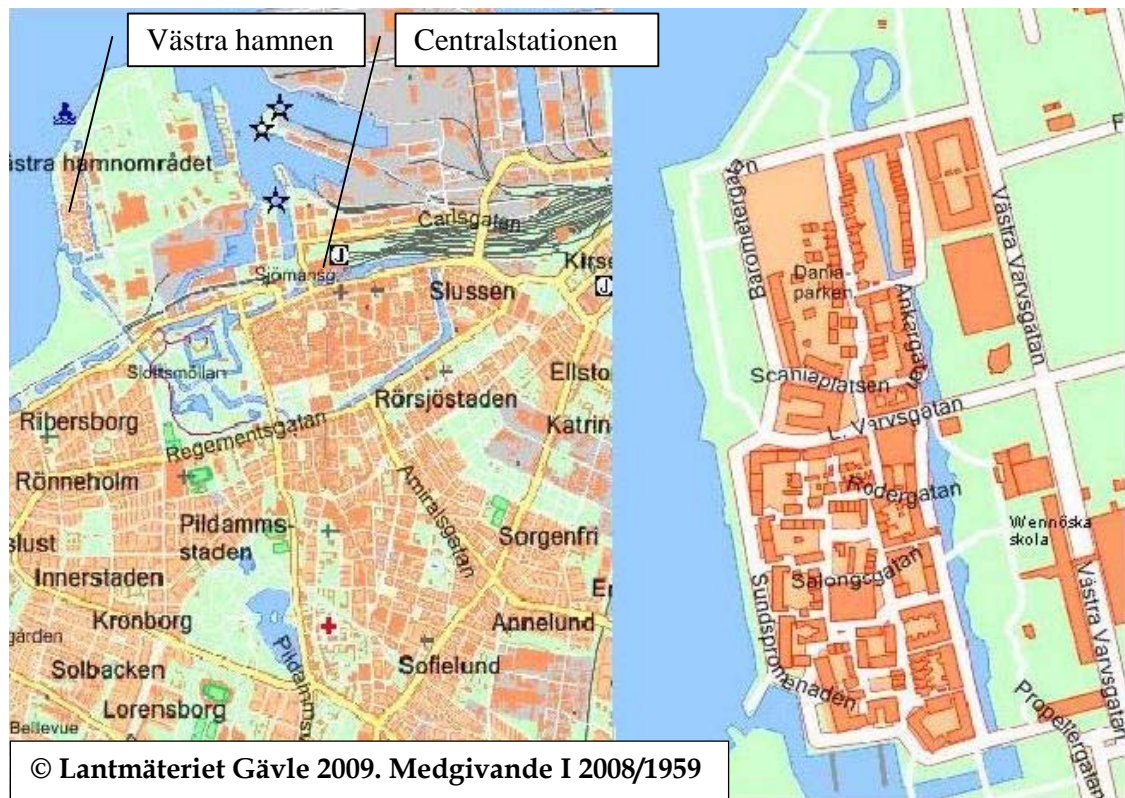 Västra hamnen
Centralstationen
ästra hamnområdet
Carlsgatan
Sjömansg.
Kirse
Slussen
Slottsmöllan
Ellsto
Ribersborg
Rörsjöstaden
Regementsgatan
Katrin
Rönneholm
Amiralsgatan
Pildamms-
staden
Sorgenfri
slust
Innerstaden
Kronborg
Annelund
gården
Solbacken
Sofielund
Lorensborg
Bellevue
© Lantmäteriet Gävle 2009. Medgivande I 2008/1959
F
Barometergatan
Västra Varvsgatan
Dania-
parken
Ankargatan
Scaniaplatsen
L. Varvsgatan
Rodergatan
Wennöska
skola
Salongsgatan
Sundspromenaden
Västra Varvsgatan
Propellergatan